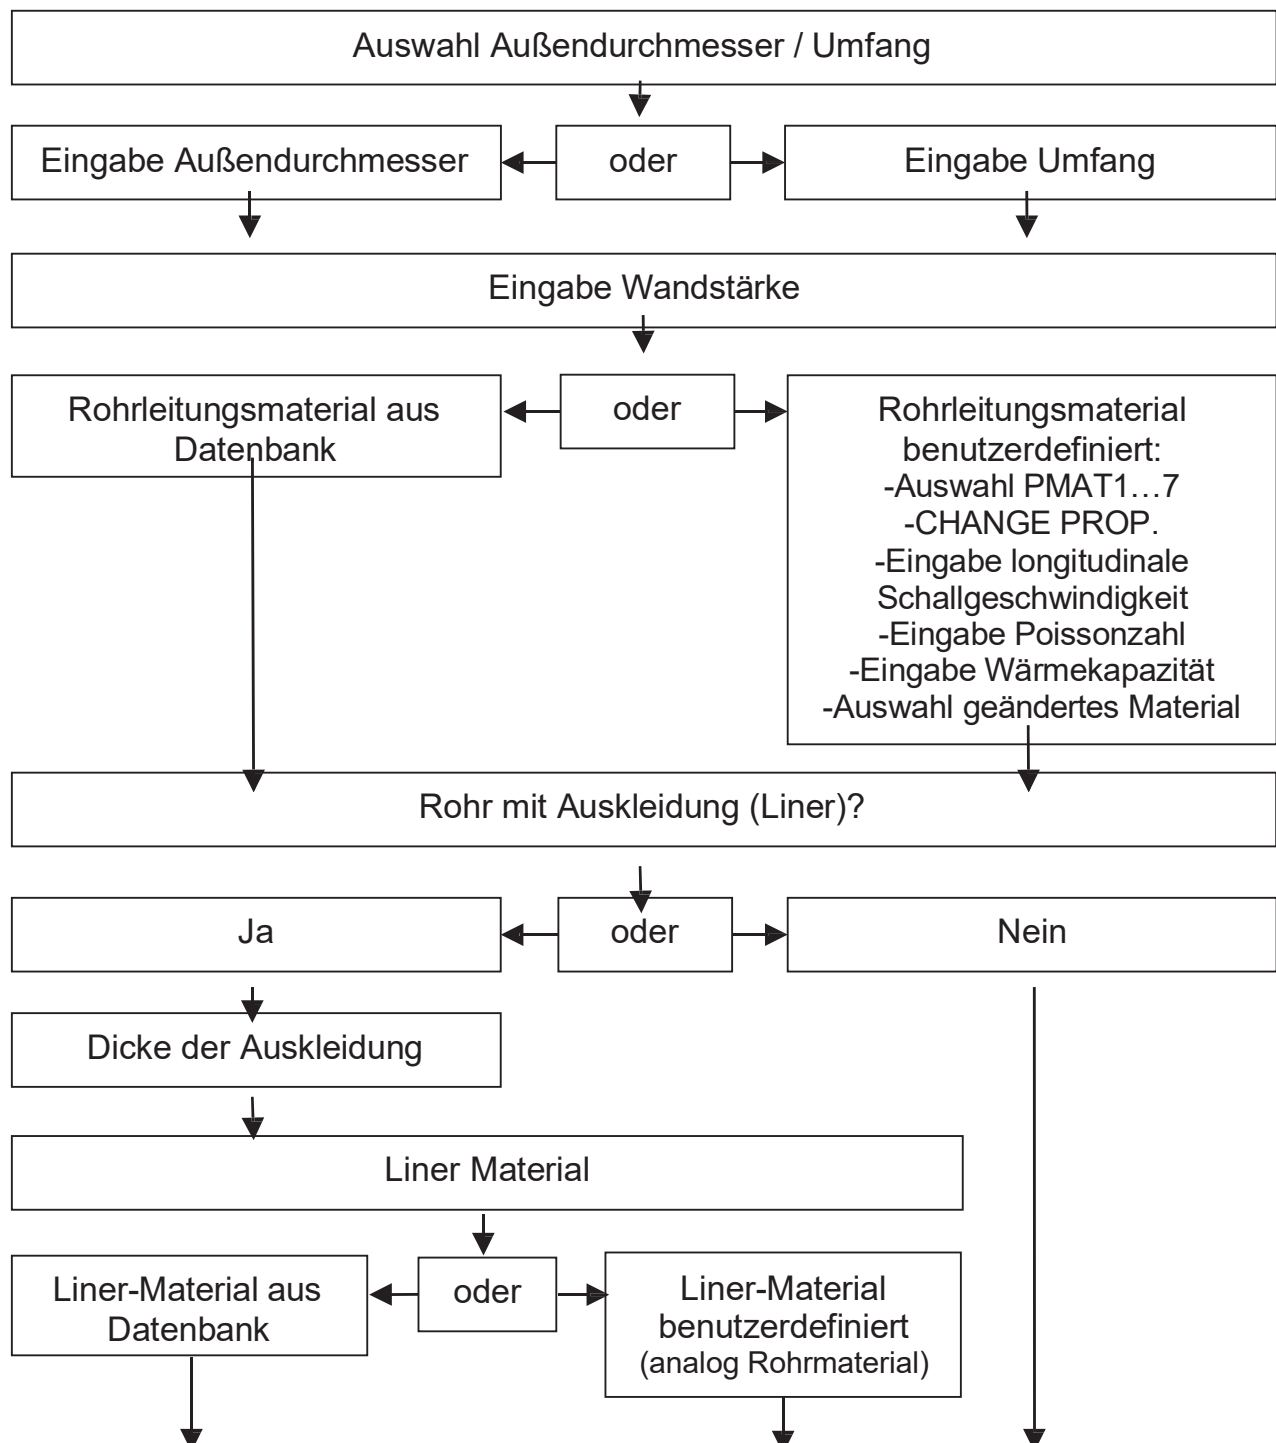 Auswahl Außendurchmesser / Umfang
Eingabe Außendurchmesser
oder
Eingabe Umfang
Eingabe Wandstärke
Rohrleitungsmaterial aus
Datenbank
oder
Rohrleitungsmaterial
benutzerdefiniert:
-Auswahl PMAT1…7
-CHANGE PROP.
-Eingabe longitudinale
Schallgeschwindigkeit
-Eingabe Poissonzahl
-Eingabe Wärmekapazität
-Auswahl geändertes Material
Rohr mit Auskleidung (Liner)?
Ja
oder
Nein
Dicke der Auskleidung
Liner Material
Liner-Material aus
Datenbank
oder
Liner-Material
benutzerdefiniert
(analog Rohrmaterial)